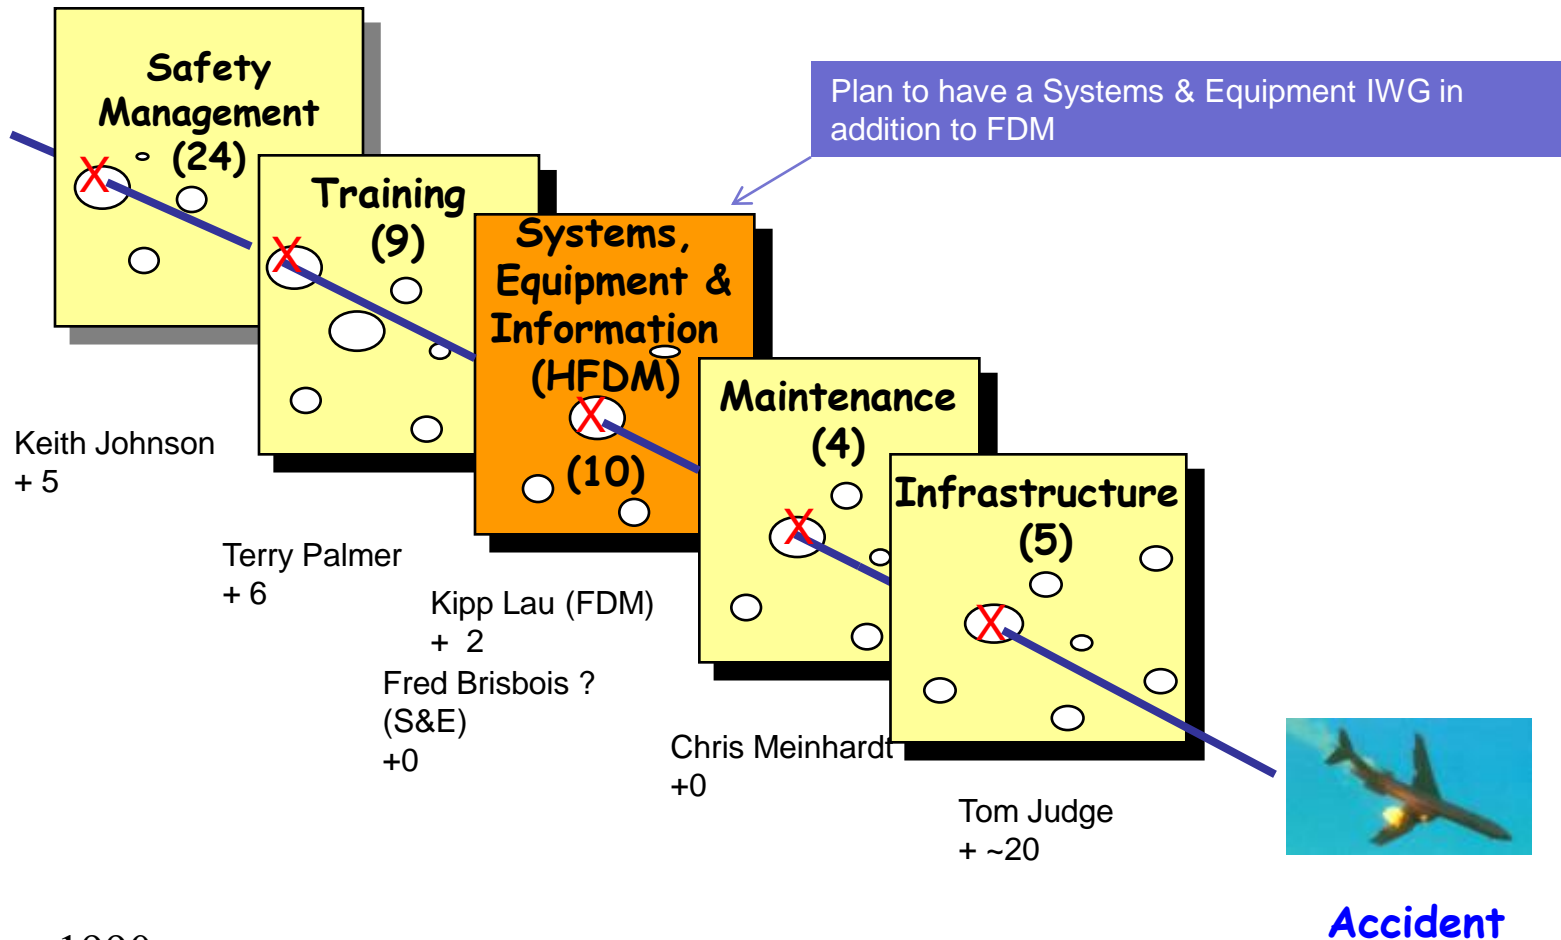 Safety
Management
(24)
Training
(9)
Plan to have a Systems & Equipment IWG in
addition to FDM
Systems,
Equipment &
Information
(HFDM)
(10)
Maintenance
(4)
Infrastructure
(5)
Keith Johnson
+ 5
Terry Palmer
+ 6
Kipp Lau (FDM)
+ 2
Fred Brisbois ?
(S&E)
+0
Chris Meinhardt
+0
Tom Judge
+ ~20
Accident